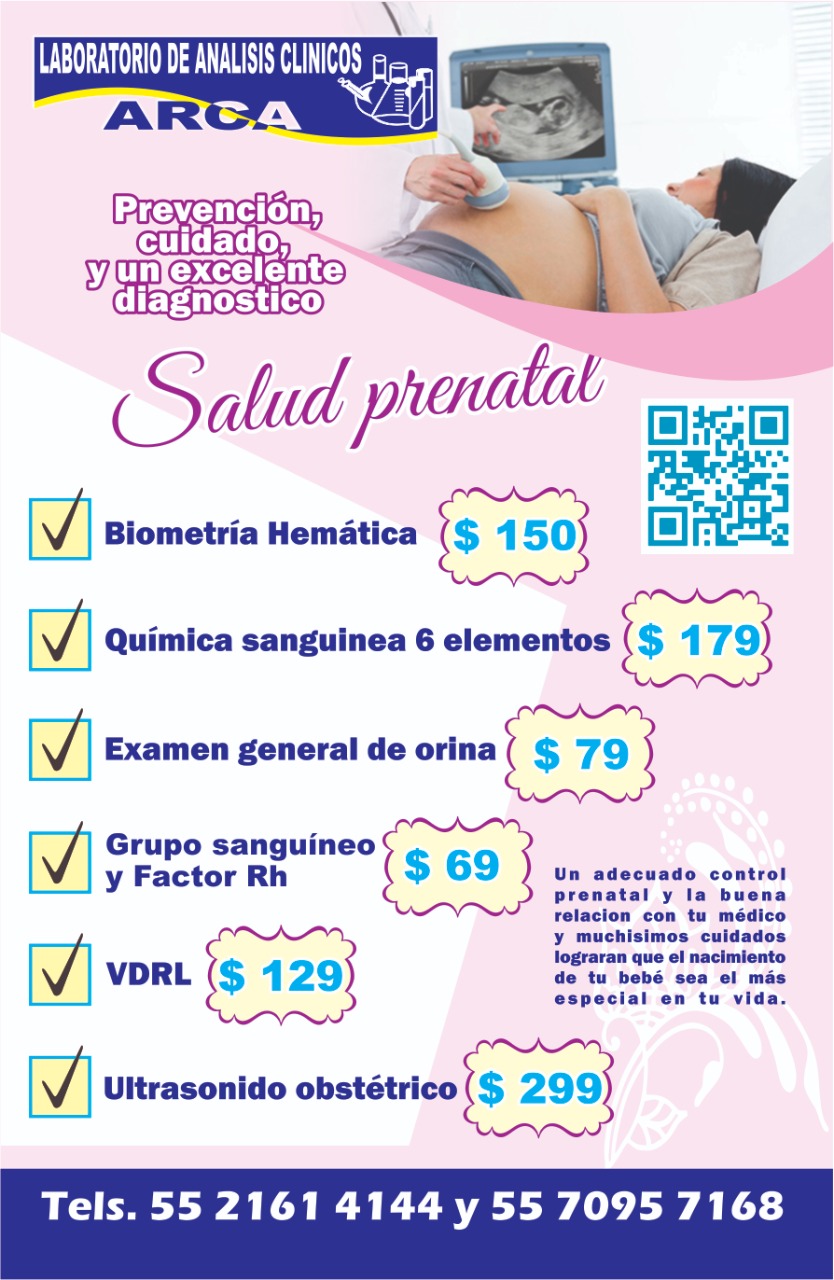 LABORATORIO DE ANALISIS CLINICOS
ARCA
Prevención,
cuidado,
y un excelente
diagnostico
Salud prenatal
Biometría Hemática $ 150
Química sanguinea 6 elementos $ 179
Examen general de orina $ 79
Grupo sanguíneo
y Factor Rh $ 69
VDRL $ 129
Ultrasonido obstétrico $ 299
Un adecuado control
prenatal y la buena
relacion con tu médico
y muchisimos cuidados
lograran que el nacimiento
de tu bebé sea el más
especial en tu vida.
Tels. 55 2161 4144 y 55 7095 7168